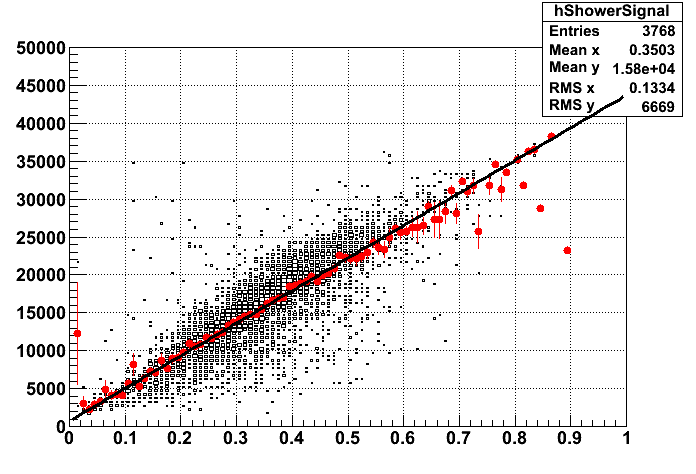 hShowerSignal
Entries 3768
Mean x 0.3503
Mean y 1.58e+04
RMS x 0.1334
RMS y 6669
50000
45000
40000
35000
30000
25000
20000
15000
10000
5000
0
0 0.1 0.2 0.3 0.4 0.5 0.6 0.7 0.8 0.9 1